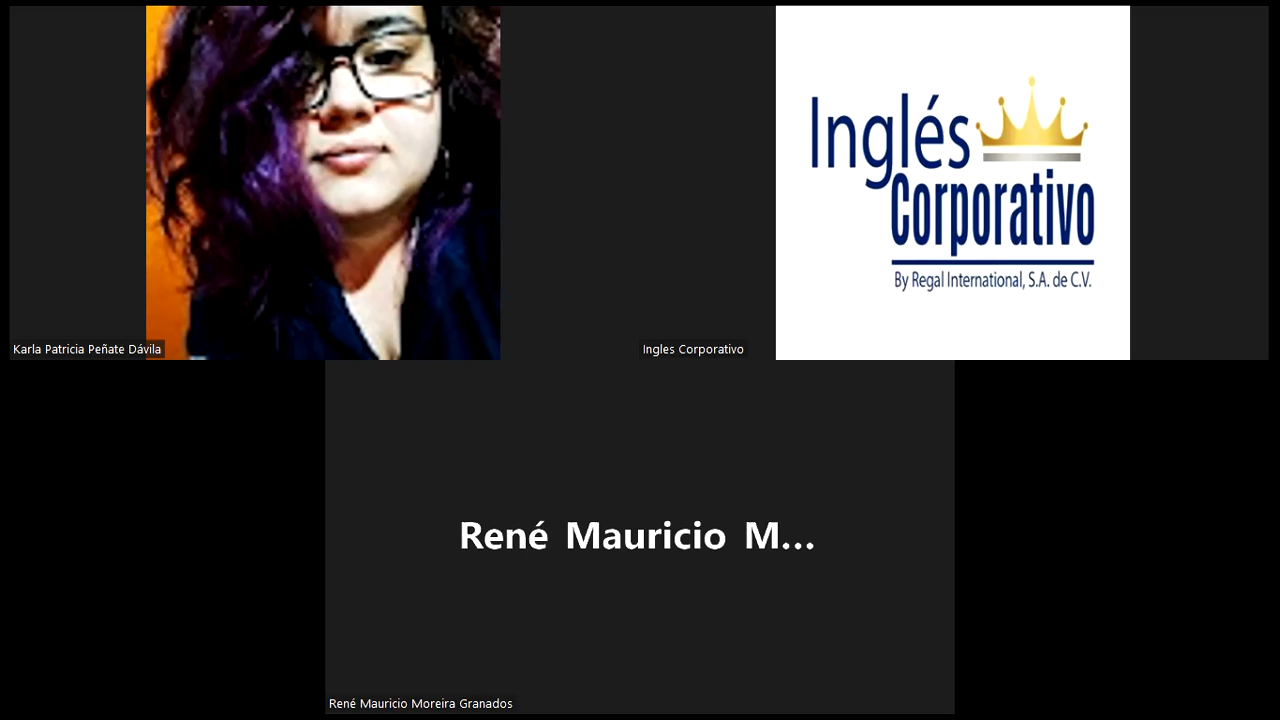 Inglés
Corporativo
By Regal International, S.A. de C.V.
Karla Patricia Peñate Dávila
Ingles Corporativo
René Mauricio M...
René Mauricio Moreira Granados